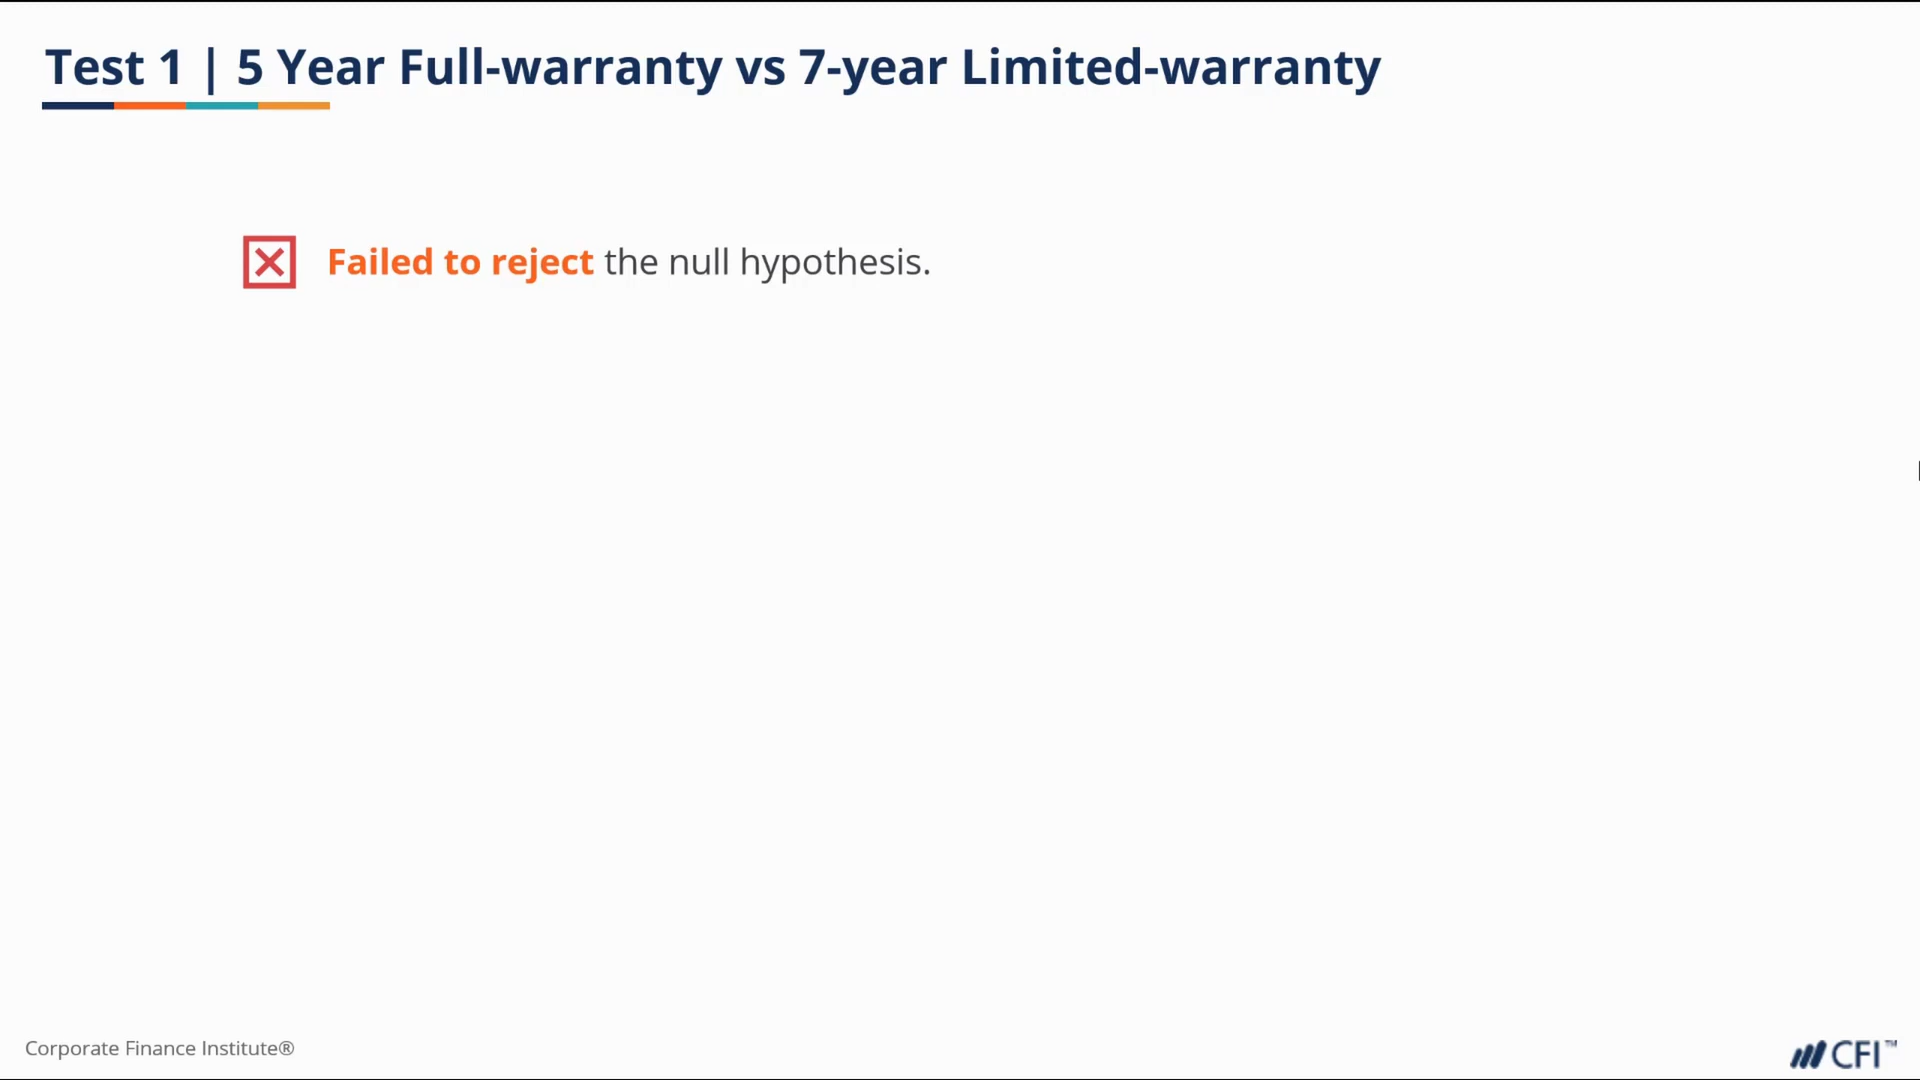 Test 1 | 5 Year Full-warranty vs 7-year Limited-warranty
Failed to reject the null hypothesis.
Corporate Finance Institute®
CFI™